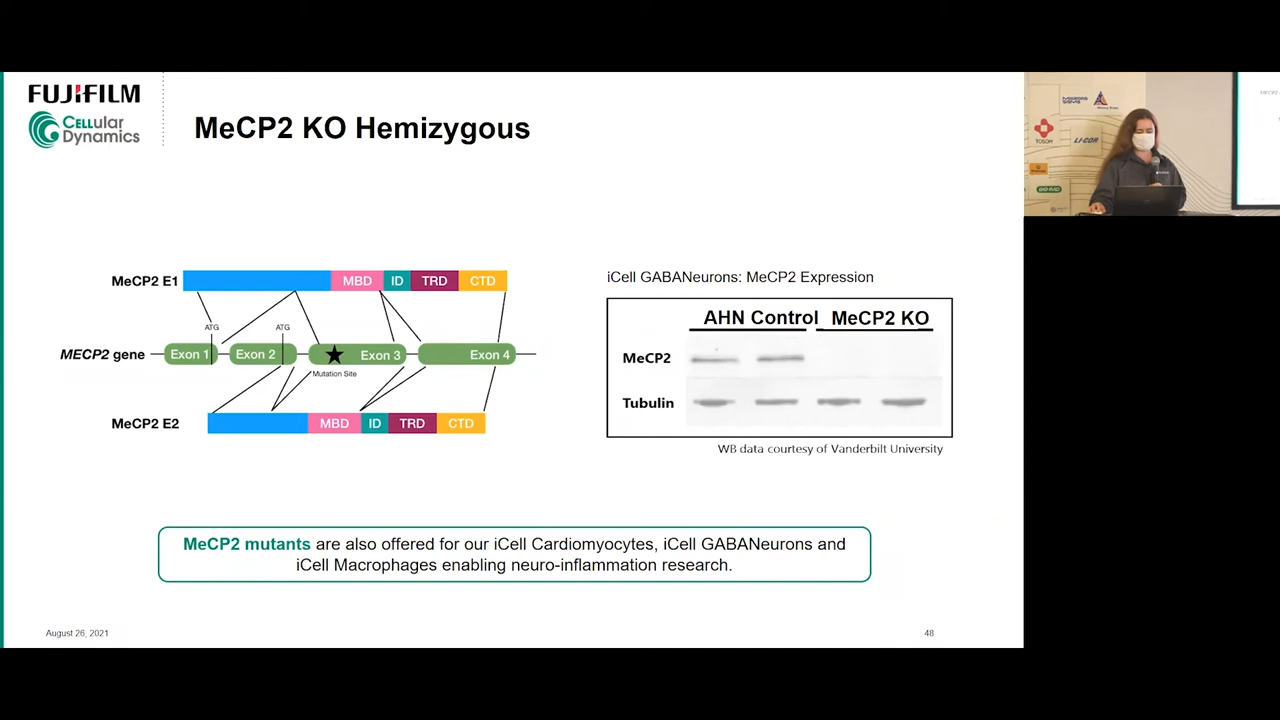 FUJIFILM
CELLular
Dynamics
MeCP2 KO Hemizygous
MeCP2 E1
MBD ID TRD CTD
ATG ATG
MECP2 gene
Exon 1 Exon 2 Exon 3 Exon 4
Mutation Site
MeCP2 E2
MBD ID TRD CTD
iCell GABANeurons: MeCP2 Expression
AHN Control MeCP2 KO
MeCP2
Tubulin
WB data courtesy of Vanderbilt University
MeCP2 mutants are also offered for our iCell Cardiomyocytes, iCell GABANeurons and
iCell Macrophages enabling neuro-inflammation research.
August 26, 2021
48
TOSOH
LI-COR
BIO-RAD